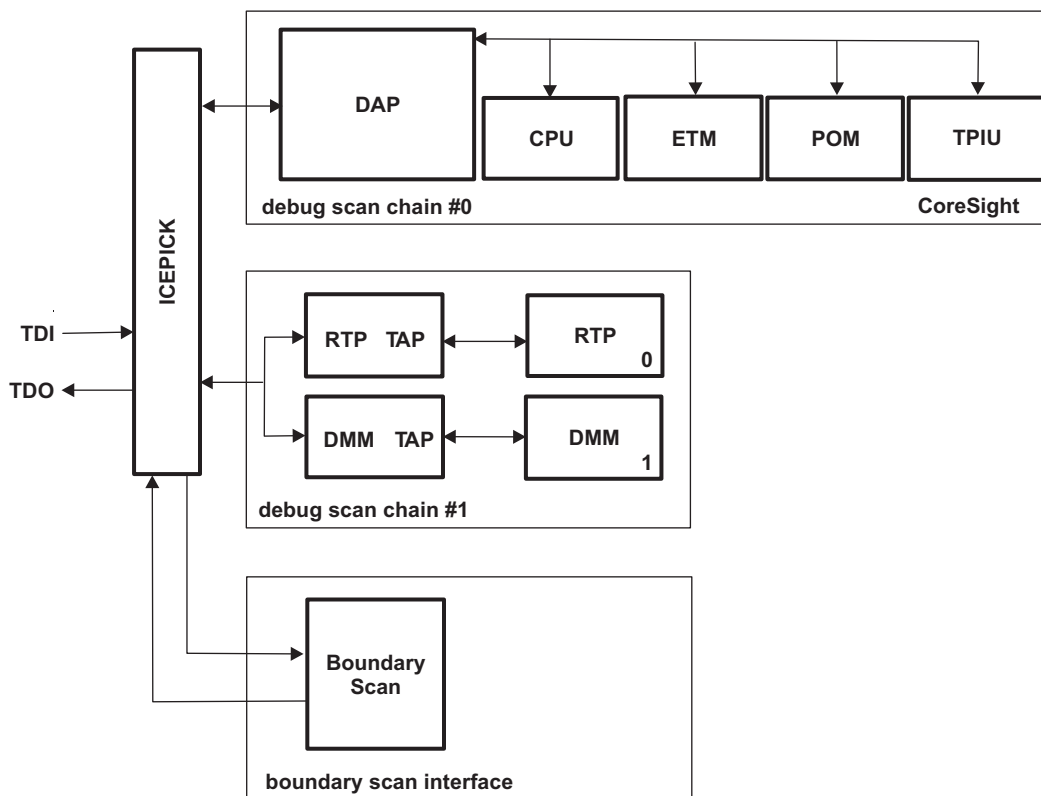 DAP
CPU
ETM
POM
TPIU
debug scan chain #0
CoreSight
ICEPICK
TDI
TDO
RTP TAP
RTP
0
DMM TAP
DMM
1
debug scan chain #1
Boundary
Scan
boundary scan interface